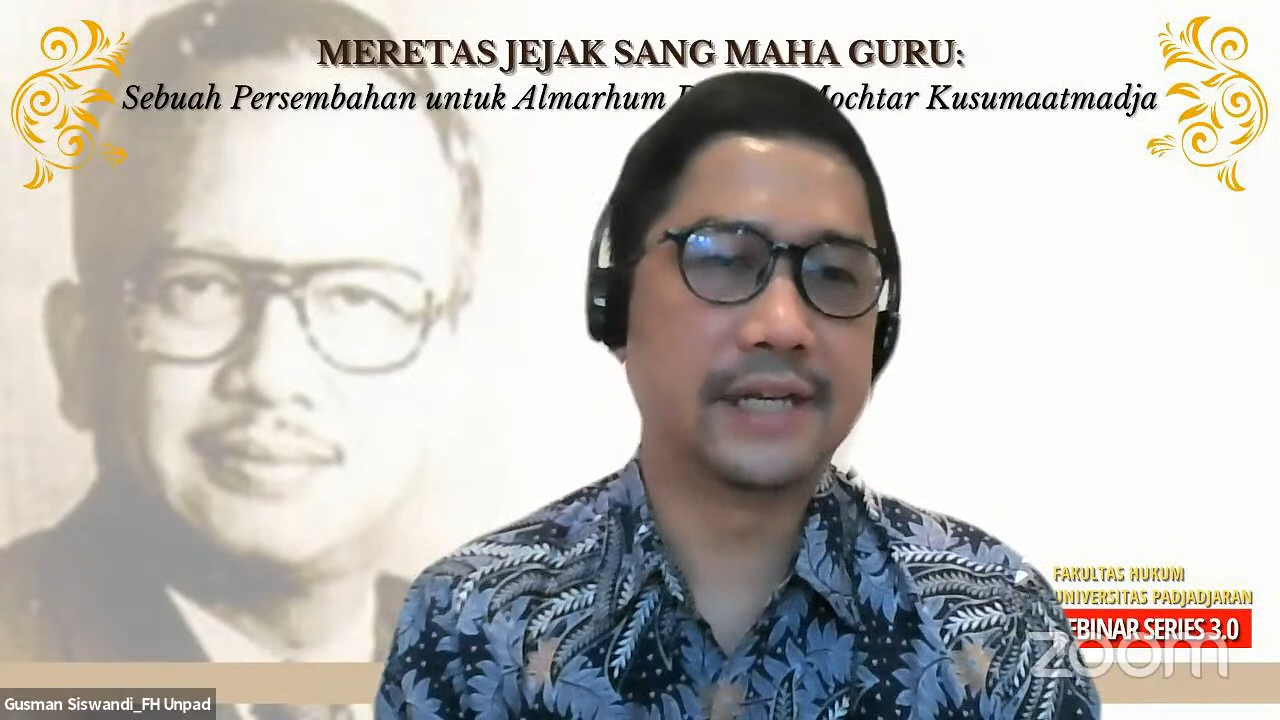 MERETAS JEJAK SANG MAHA GURU:
Sebuah Persembahan untuk Almarhum Mochtar Kusumaatmadja
FAKULTAS HUKUM
UNIVERSITAS PADJADJARAN
EBINAR SERIES 3.0
zoom
Gusman Siswandi_FH Unpad